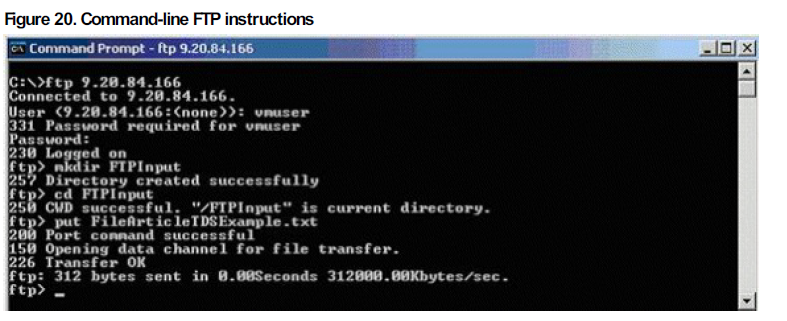 Figure 20. Command-line FTP instructions
Command Prompt - ftp 9.20.84.166
C:\>ftp 9.20.84.166
Connected to 9.20.84.166.
User (9.20.84.166:(none)): vmuser
331 Password required for vmuser
Password:
230 Logged on
ftp> mkdir FTPInput
257 Directory created successfully
ftp> cd FTPInput
250 CWD successful. "/FTPInput" is current directory.
ftp> put FileArticleTDSExample.txt
200 Port command successful
150 Opening data channel for file transfer.
226 Transfer OK
ftp: 312 bytes sent in 0.00Seconds 312000.00Kbytes/sec.
ftp> _